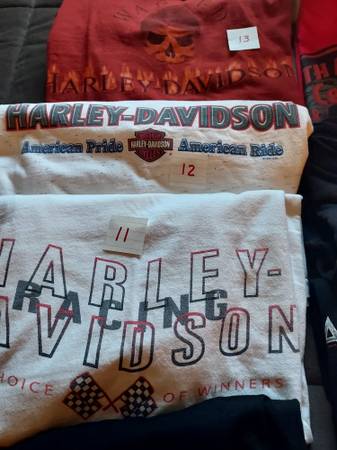 13
HARLEY-DAVIDSON
HARLEY-DAVIDSON
American Pride
HARLEY-DAVIDSON
American Ride
12
11
HARLEY-
RACING
DAVIDSON
CHOICE
OF WINNERS